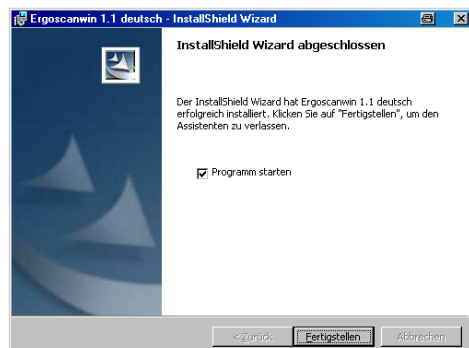 Ergoscanwin 1.1 deutsch - InstallShield Wizard
InstallShield Wizard abgeschlossen
Der InstallShield Wizard hat Ergoscanwin 1.1 deutsch
erfolgreich installiert. Klicken Sie auf "Fertigstellen", um den
Assistenten zu verlassen.
Programm starten
< Zurück Fertigstellen Abbrechen